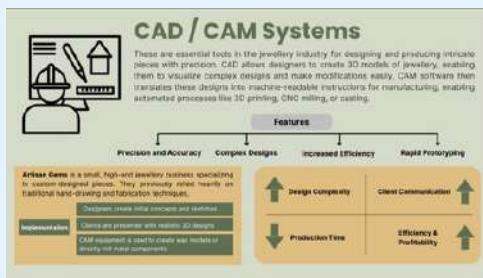 CAD / CAM Systems
These are essential tools in the jewellery industry for designing and producing intricate
pieces with precision. CAD allows designers to create 3D models of jewellery, enabling
them to visualize complex designs and make modifications easily. CAM software then
translates these designs into machine-readable instructions for manufacturing, enabling
automated processes like 3D printing, CNC milling, or casting.
Features
Precision and Accuracy
Complex Designs
Increased Efficiency
Rapid Prototyping
Artisan Gems is a small, high-end jewellery business specializing
in custom-designed pieces. They previously relied heavily on
traditional hand-drawing and fabrication techniques.
Implementation
Designers create initial concepts and sketches
Clients are presented with realistic 3D designs
CAM equipment is used to create wax models or
directly mill metal components
Design Complexity
Client Communication
Production Time
Efficiency &
Profitability